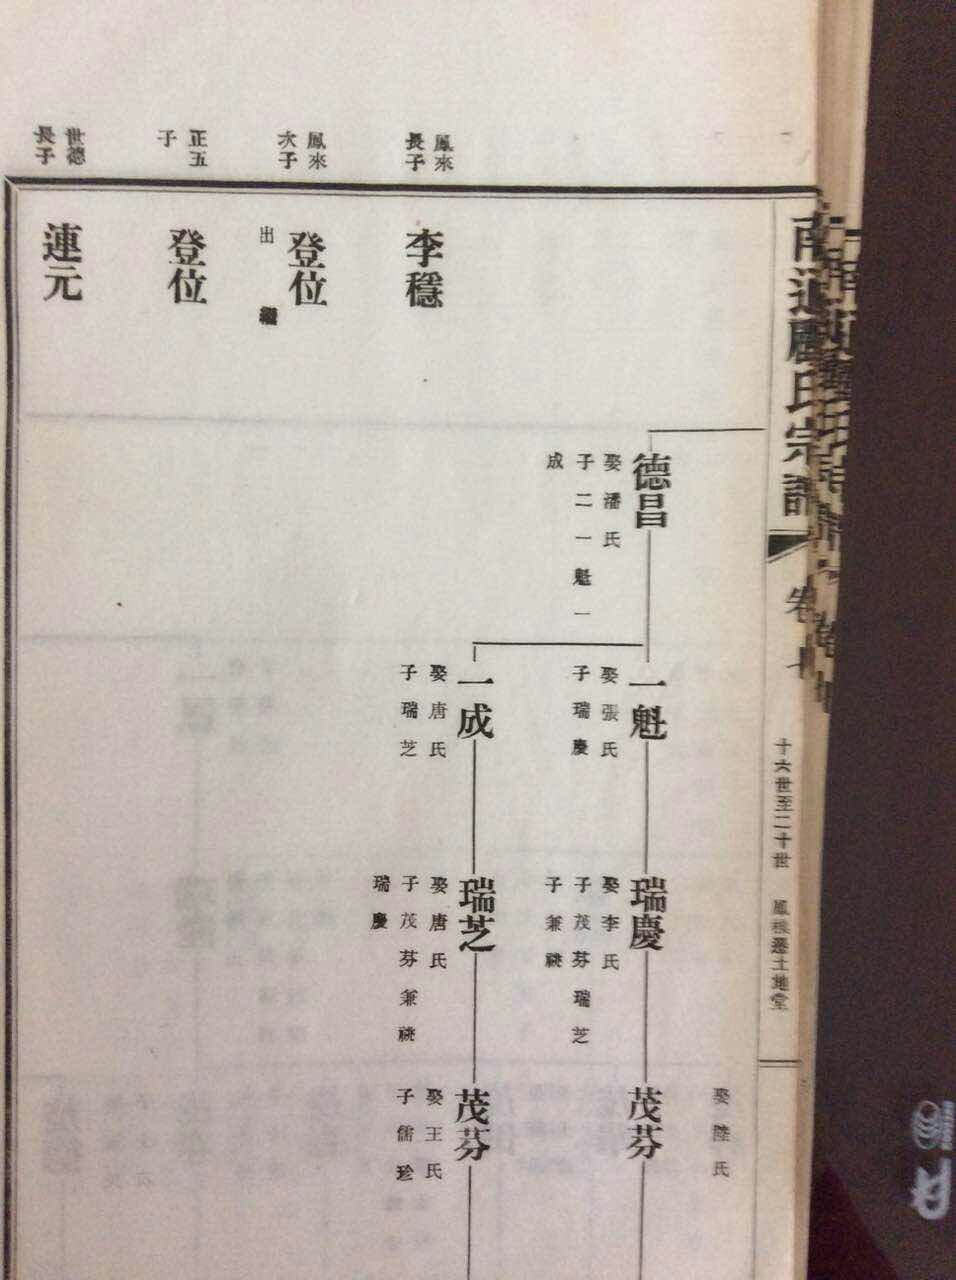 南通顧氏宗譜
卷十
十六世至二十世
土地堂
娶陸氏
德昌
娶潘氏
子二一魁一
成
一魁
娶張氏
子瑞慶
瑞慶
娶李氏
子茂芬瑞芝
子兼祧
茂芬
一成
娶唐氏
子瑞芝
瑞芝
娶唐氏
子茂芬兼祧
瑞慶
茂芬
娶王氏
子儒珍
鳳來
長子
李穩
鳳來
次子
登位
出繼
正五
子
登位
世德
長子
連元